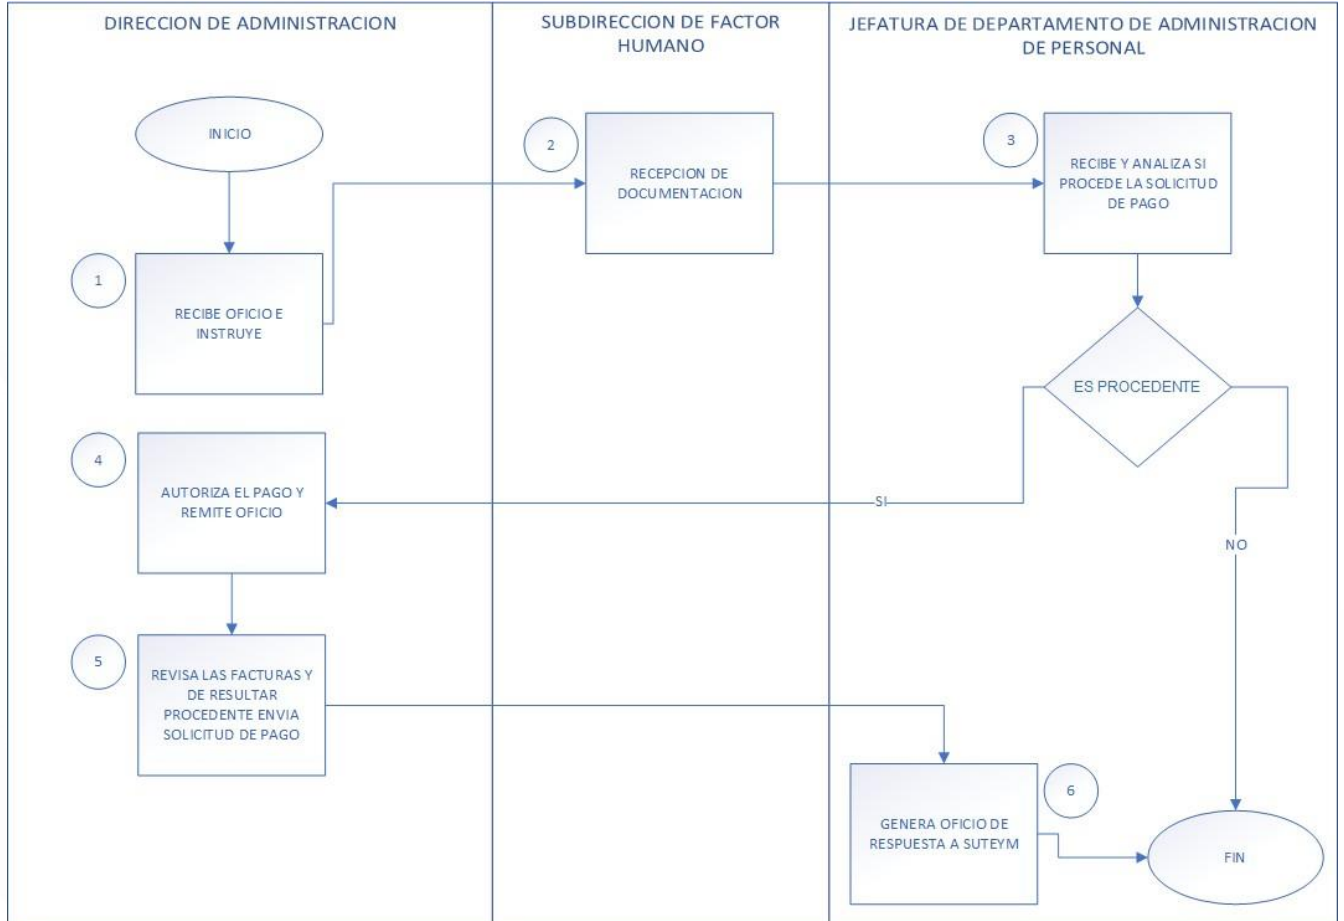 DIRECCION DE ADMINISTRACION
SUBDIRECCION DE FACTOR
HUMANO
JEFATURA DE DEPARTAMENTO DE ADMINISTRACION
DE PERSONAL
INICIO
1
RECIBE OFICIO E
INSTRUYE
2
RECEPCION DE
DOCUMENTACION
3
RECIBE Y ANALIZA SI
PROCEDE LA SOLICITUD
DE PAGO
ES PROCEDENTE
SI
NO
4
AUTORIZA EL PAGO Y
REMITE OFICIO
5
REVISA LAS FACTURAS Y
DE RESULTAR
PROCEDENTE ENVIA
SOLICITUD DE PAGO
6
GENERA OFICIO DE
RESPUESTA A SUTEYM
FIN